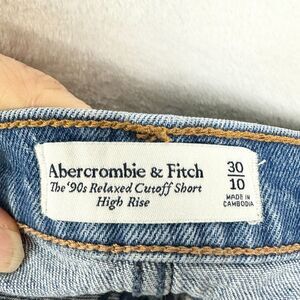 Abercrombie & Fitch
The '90s Relaxed Cutoff Short
High Rise
30
10
MADE IN
CAMBODIA